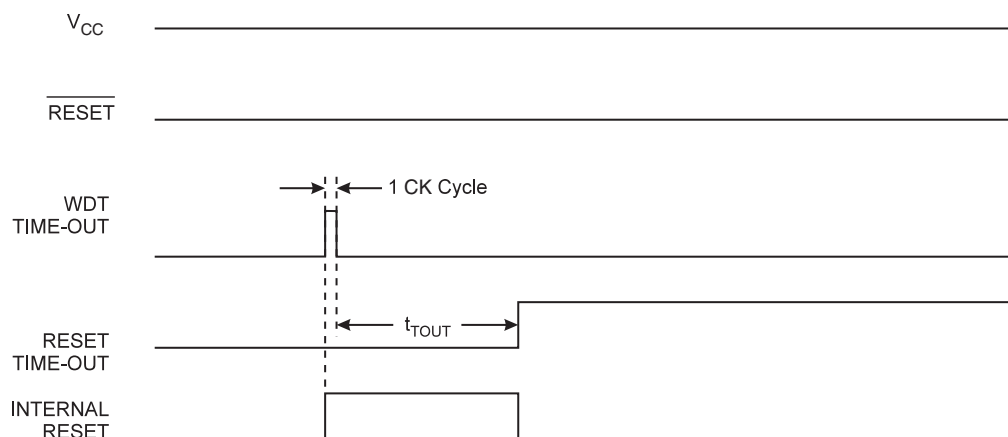 VCC
RESET
1 CK Cycle
WDT
TIME-OUT
tTOUT
RESET
TIME-OUT
INTERNAL
RESET